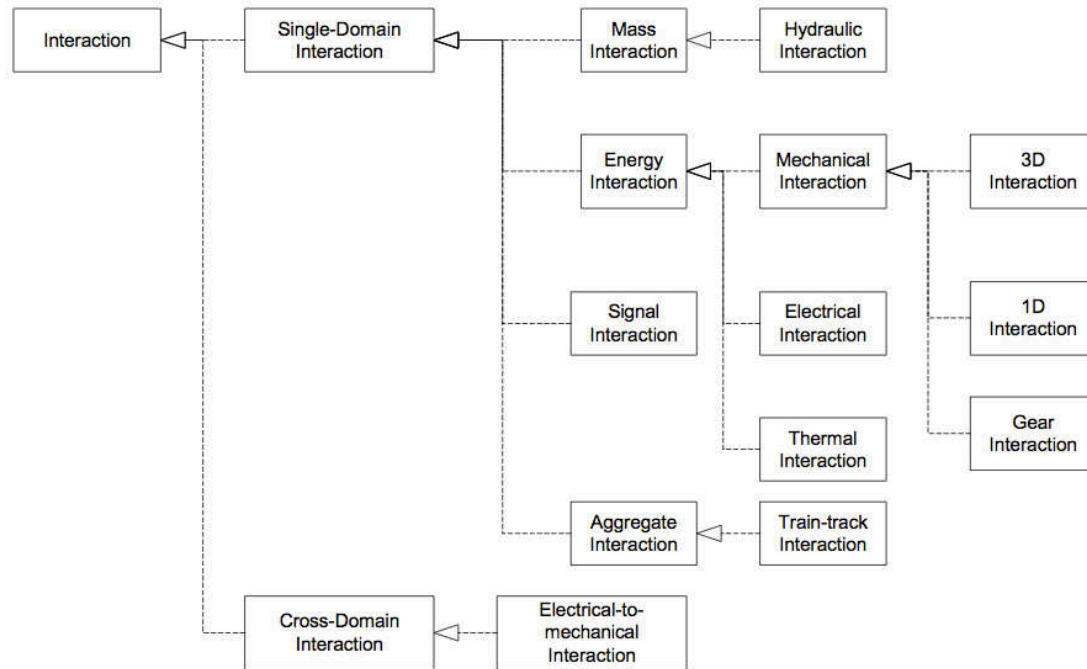 Interaction
Single-Domain
Interaction
Mass
Interaction
Hydraulic
Interaction
Energy
Interaction
Mechanical
Interaction
3D
Interaction
Signal
Interaction
Electrical
Interaction
1D
Interaction
Thermal
Interaction
Gear
Interaction
Aggregate
Interaction
Train-track
Interaction
Cross-Domain
Interaction
Electrical-to-
mechanical
Interaction